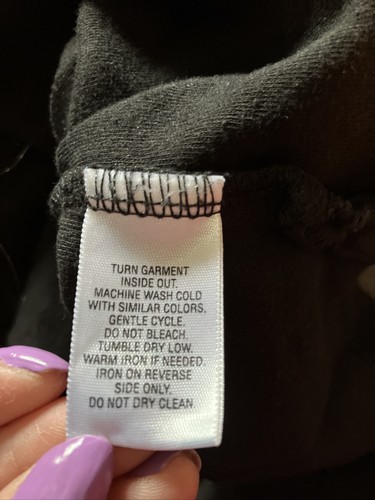 TURN GARMENT
INSIDE OUT.
MACHINE WASH COLD
WITH SIMILAR COLORS.
GENTLE CYCLE.
DO NOT BLEACH.
TUMBLE DRY LOW.
WARM IRON IF NEEDED.
IRON ON REVERSE
SIDE ONLY.
DO NOT DRY CLEAN.